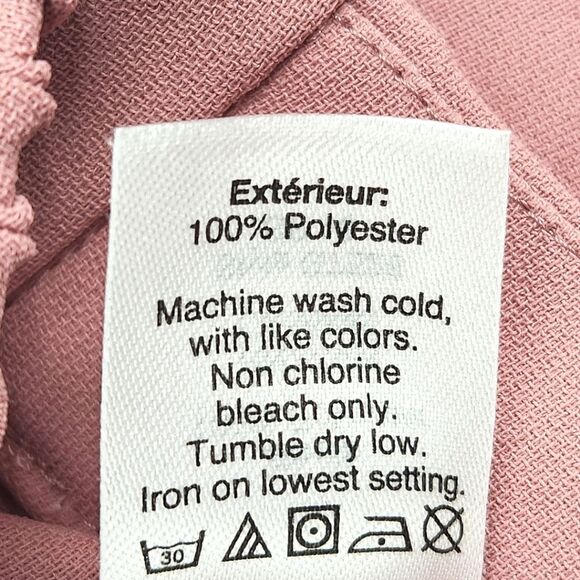 Extérieur:
100% Polyester
Machine wash cold,
with like colors.
Non chlorine
bleach only.
Tumble dry low.
Iron on lowest setting.
30